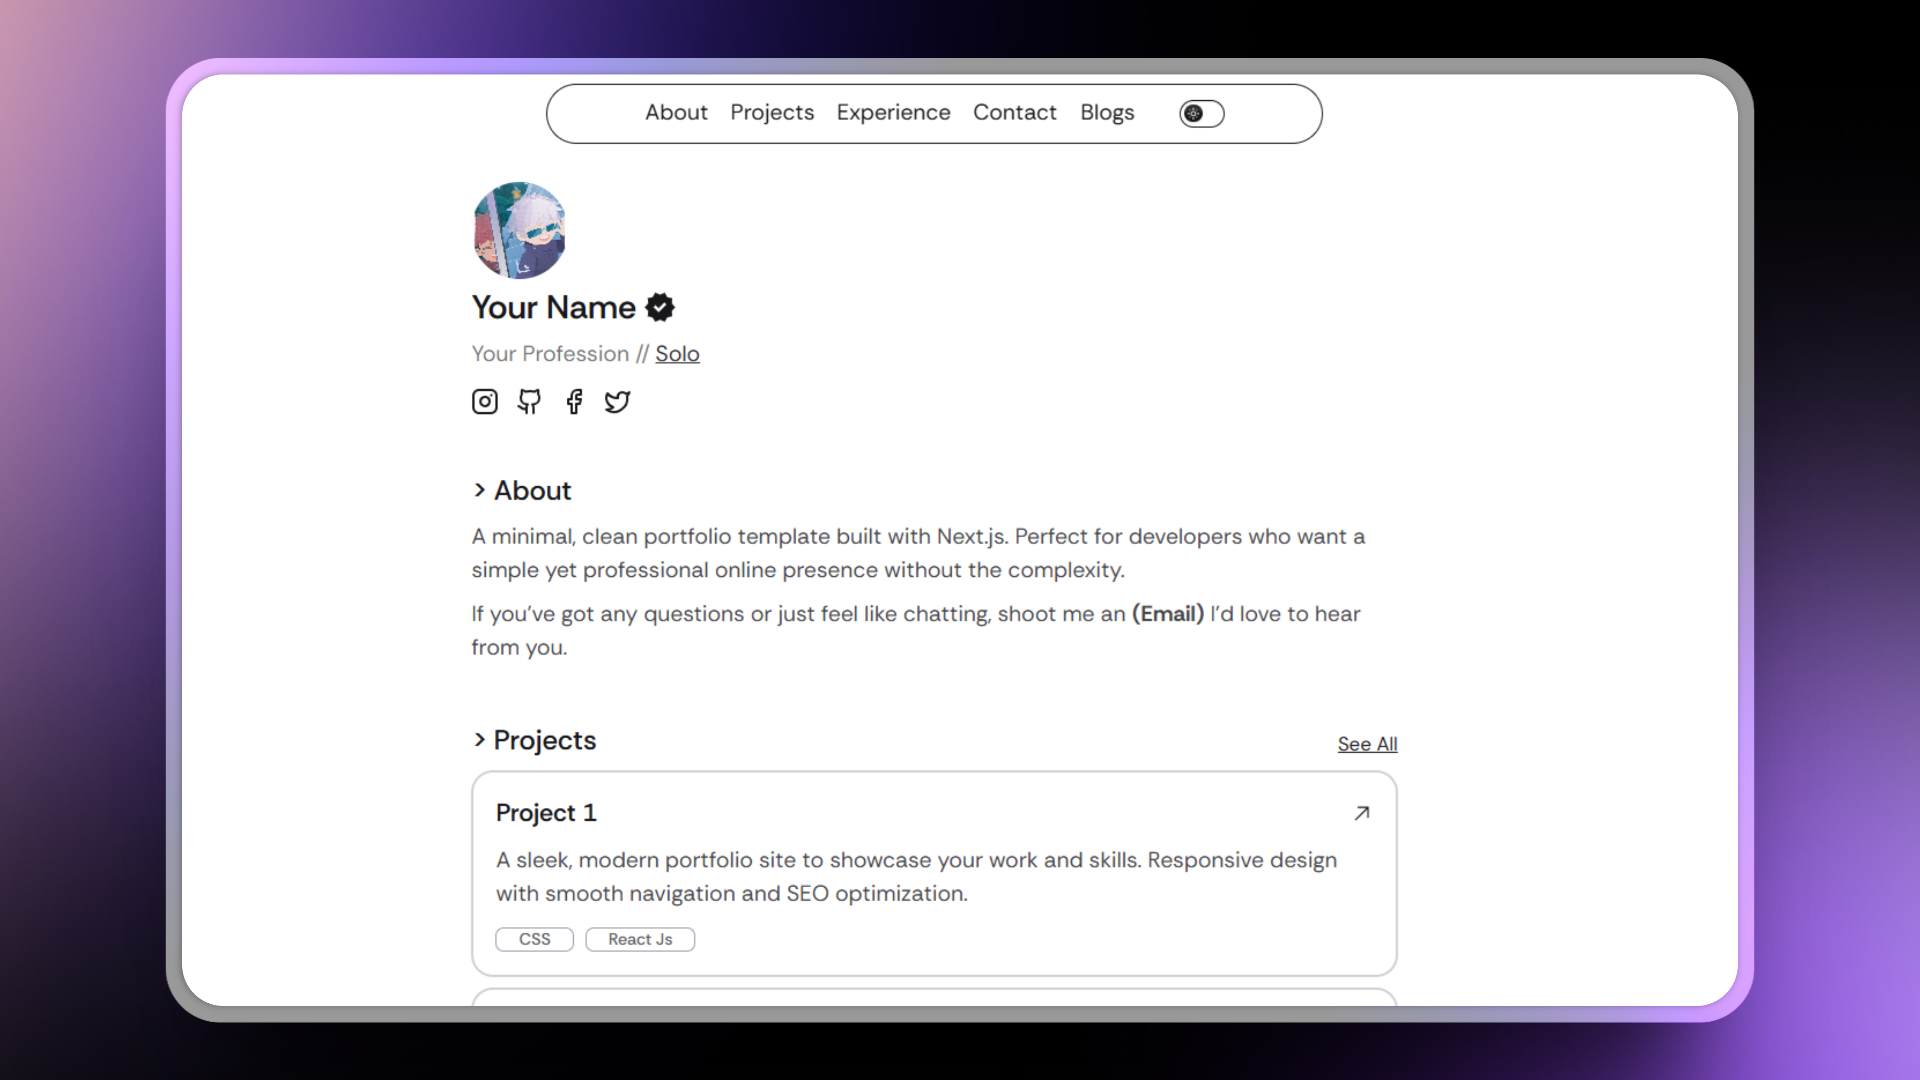 About Projects Experience Contact Blogs
Your Name
Your Profession // Solo
> About
A minimal, clean portfolio template built with Next.js. Perfect for developers who want a
simple yet professional online presence without the complexity.
If you’ve got any questions or just feel like chatting, shoot me an (Email) I’d love to hear
from you.
> Projects
See All
Project 1
A sleek, modern portfolio site to showcase your work and skills. Responsive design
with smooth navigation and SEO optimization.
CSS React Js